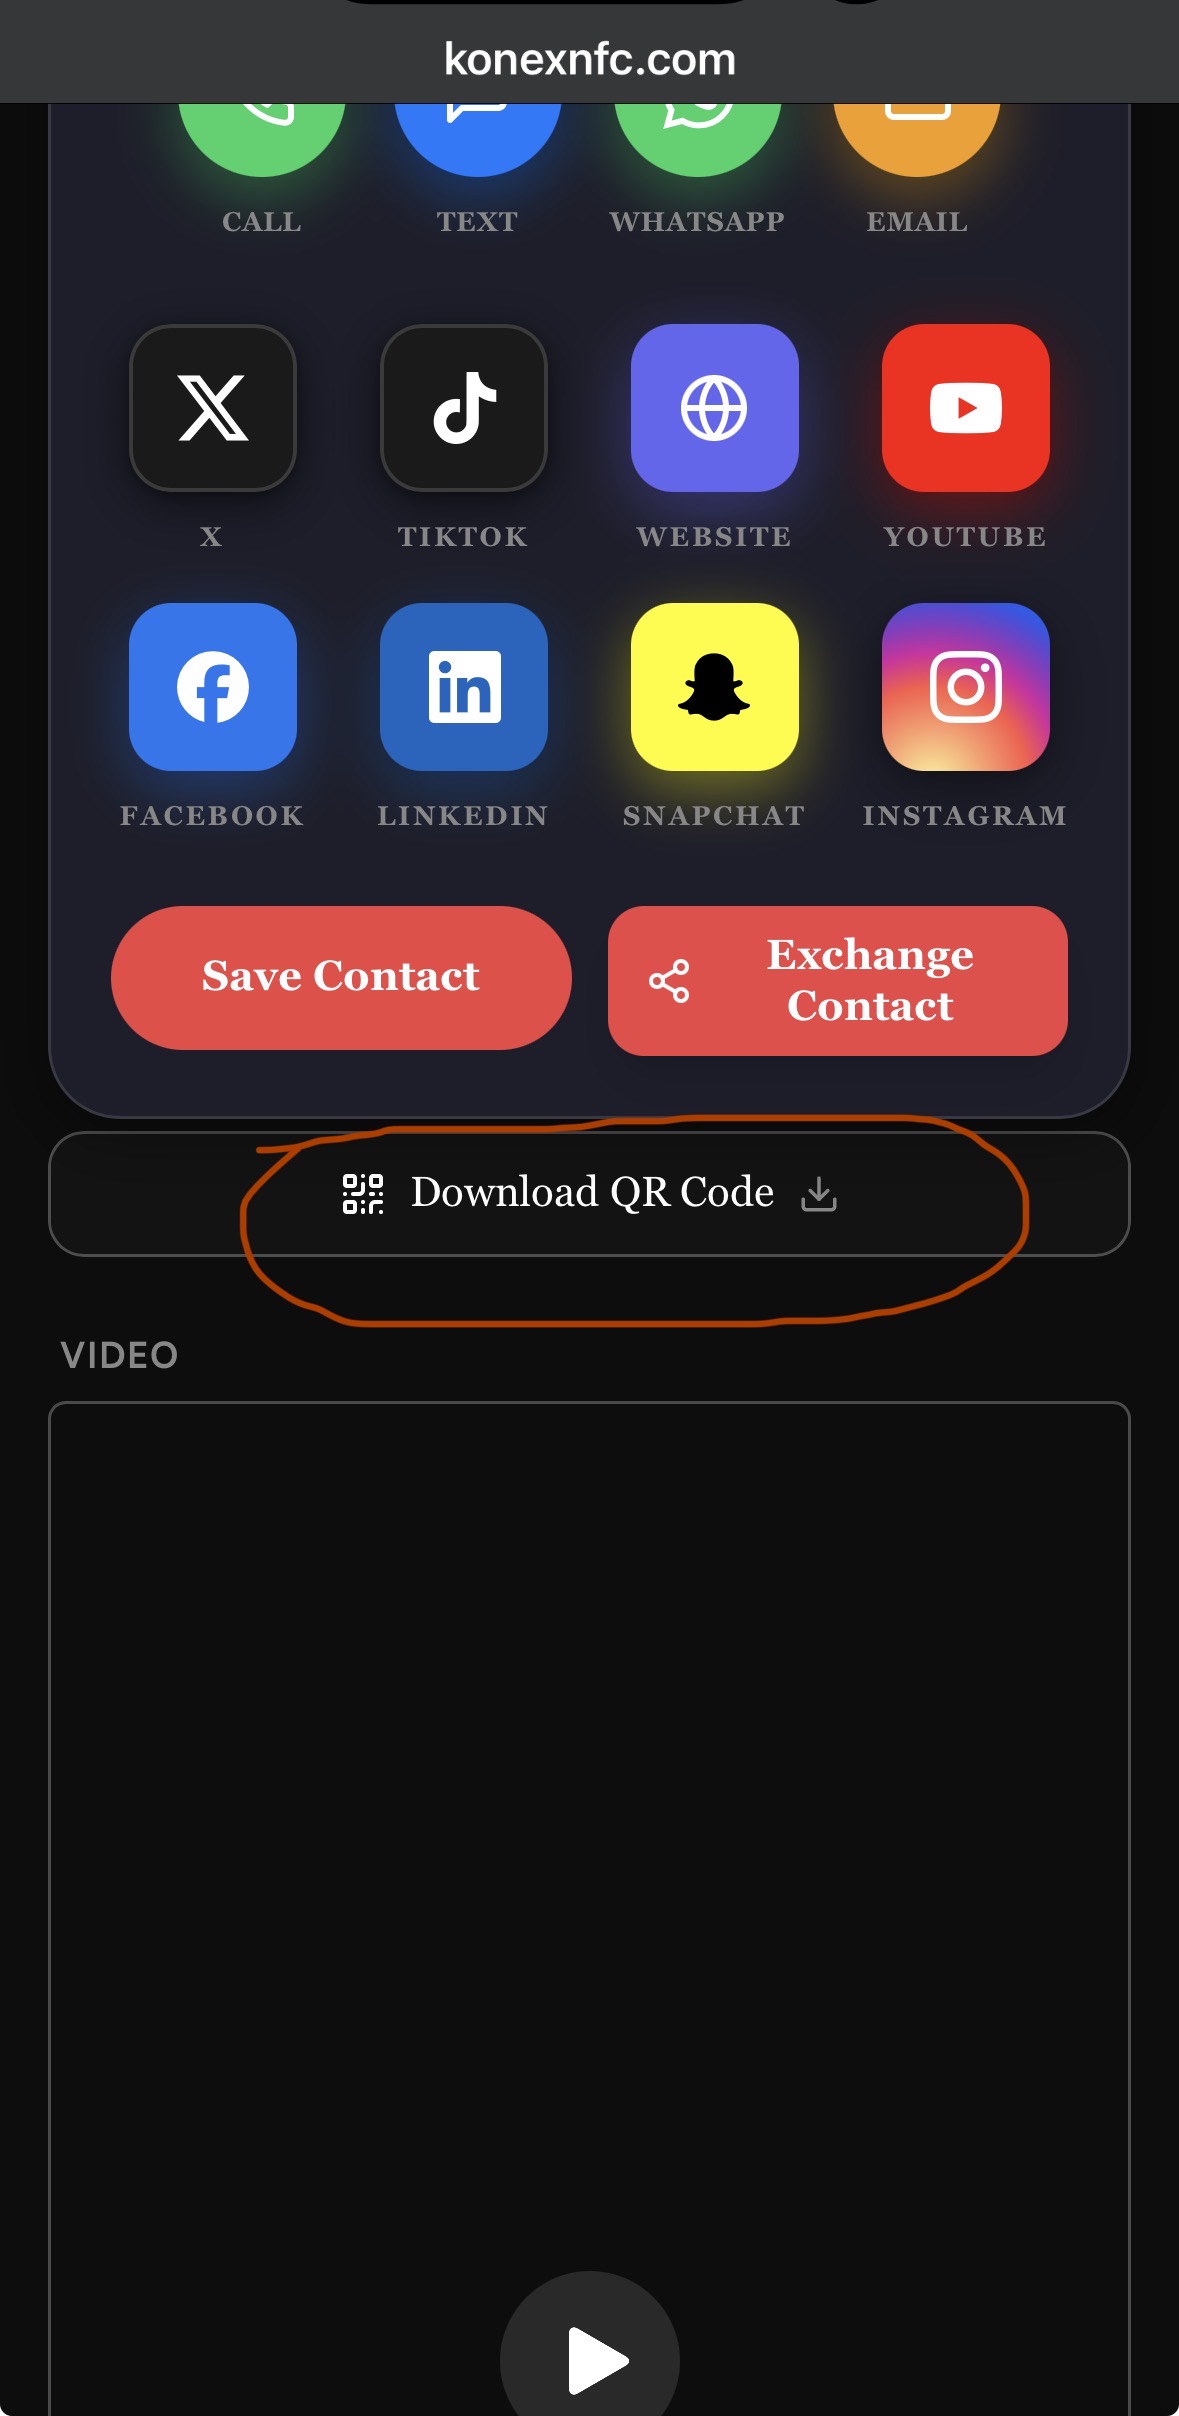 konexnfc.com
CALL TEXT WHATSAPP EMAIL
X TIKTOK WEBSITE YOUTUBE
in
FACEBOOK LINKEDIN SNAPCHAT INSTAGRAM
Save Contact
Exchange
Contact
Download QR Code
VIDEO